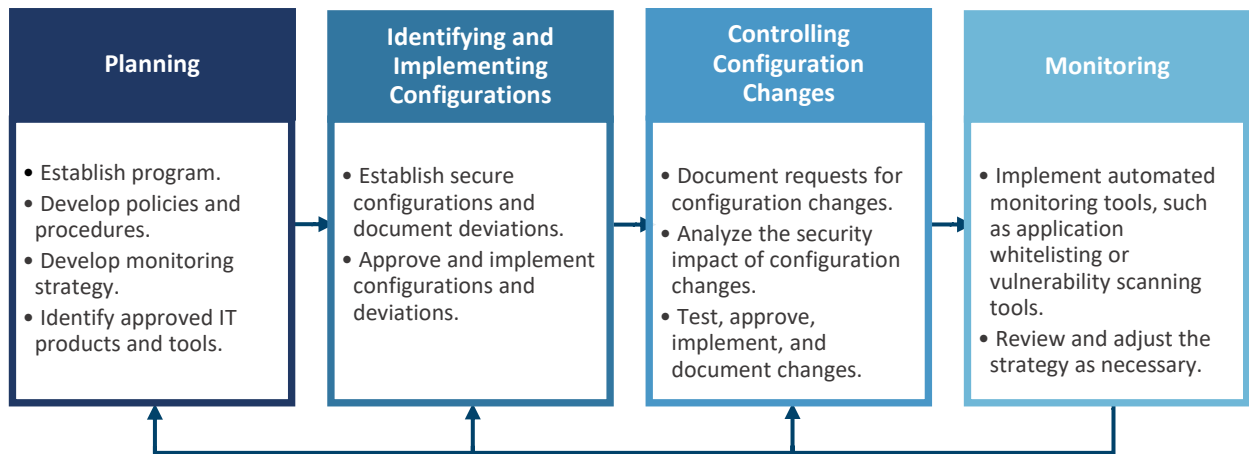 Planning
• Establish program.
• Develop policies and
procedures.
• Develop monitoring
strategy.
• Identify approved IT
products and tools.
Identifying and
Implementing
Configurations
• Establish secure
configurations and
document deviations.
• Approve and implement
configurations and
deviations.
Controlling
Configuration
Changes
• Document requests for
configuration changes.
• Analyze the security
impact of configuration
changes.
• Test, approve,
implement, and
document changes.
Monitoring
• Implement automated
monitoring tools, such
as application
whitelisting or
vulnerability scanning
tools.
• Review and adjust the
strategy as necessary.